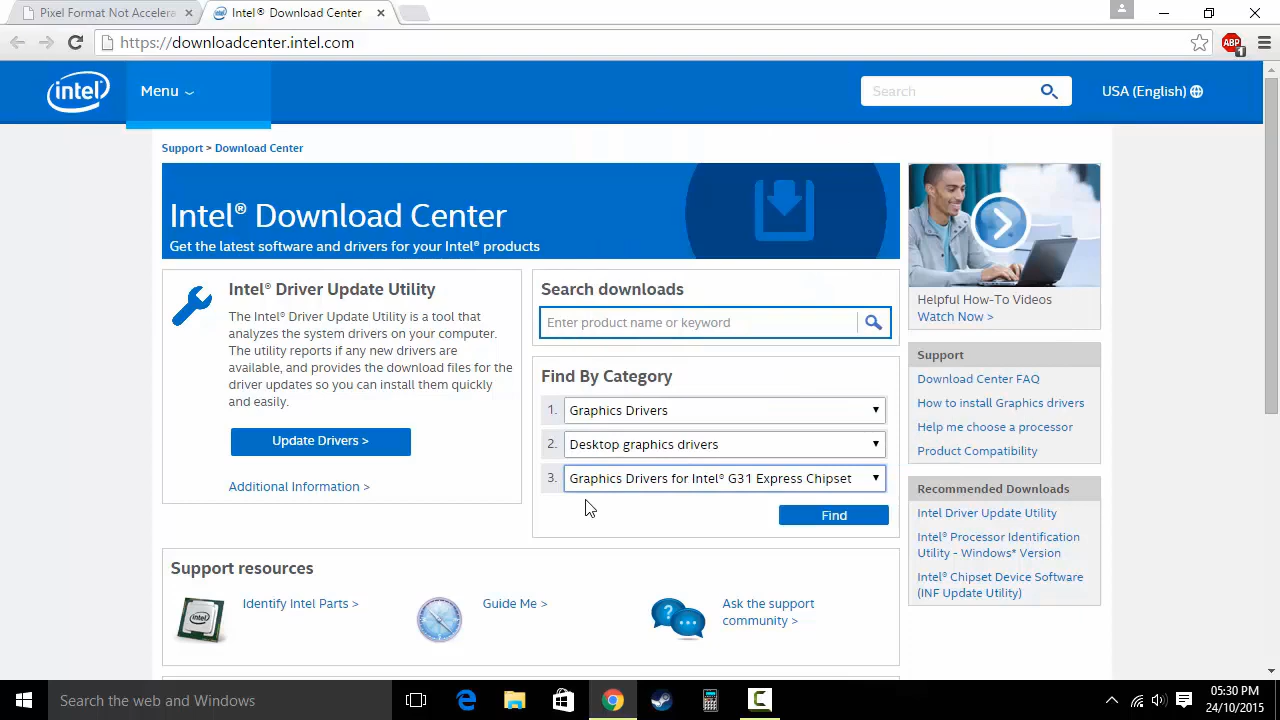 Pixel Format Not Accelera
Intel® Download Center
https://downloadcenter.intel.com
ABP
1
intel
Menu
Search
USA (English)
Support > Download Center
Intel® Download Center
Get the latest software and drivers for your Intel® products
Intel® Driver Update Utility
The Intel® Driver Update Utility is a tool that
analyzes the system drivers on your computer.
The utility reports if any new drivers are
available, and provides the download files for the
driver updates so you can install them quickly
and easily.
Update Drivers >
Additional Information >
Search downloads
Enter product name or keyword
Find By Category
1. Graphics Drivers
2. Desktop graphics drivers
3. Graphics Drivers for Intel® G31 Express Chipset
Find
Helpful How-To Videos
Watch Now >
Support
Download Center FAQ
How to install Graphics drivers
Help me choose a processor
Product Compatibility
Recommended Downloads
Intel Driver Update Utility
Intel® Processor Identification
Utility - Windows* Version
Intel® Chipset Device Software
(INF Update Utility)
Support resources
Identify Intel Parts >
Guide Me >
Ask the support
community >
Search the web and Windows
05:30 PM
24/10/2015